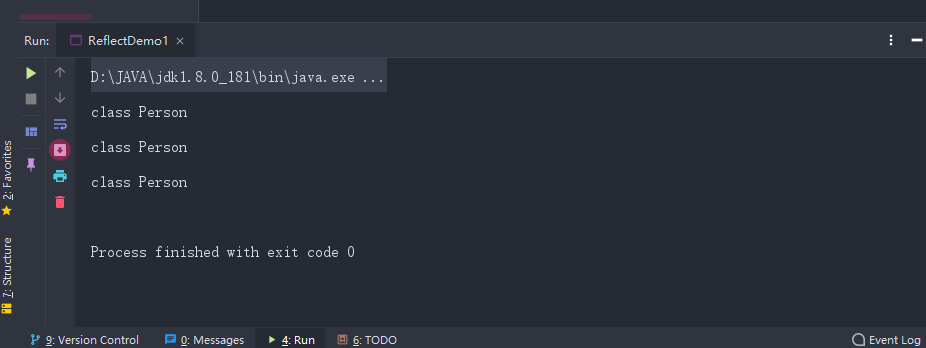 Run: ReflectDemo1 ×
D:\JAVA\jdk1.8.0_181\bin\java.exe ...
class Person
class Person
class Person
Process finished with exit code 0
2: Favorites
7: Structure
9: Version Control 0: Messages 4: Run 6: TODO Event Log